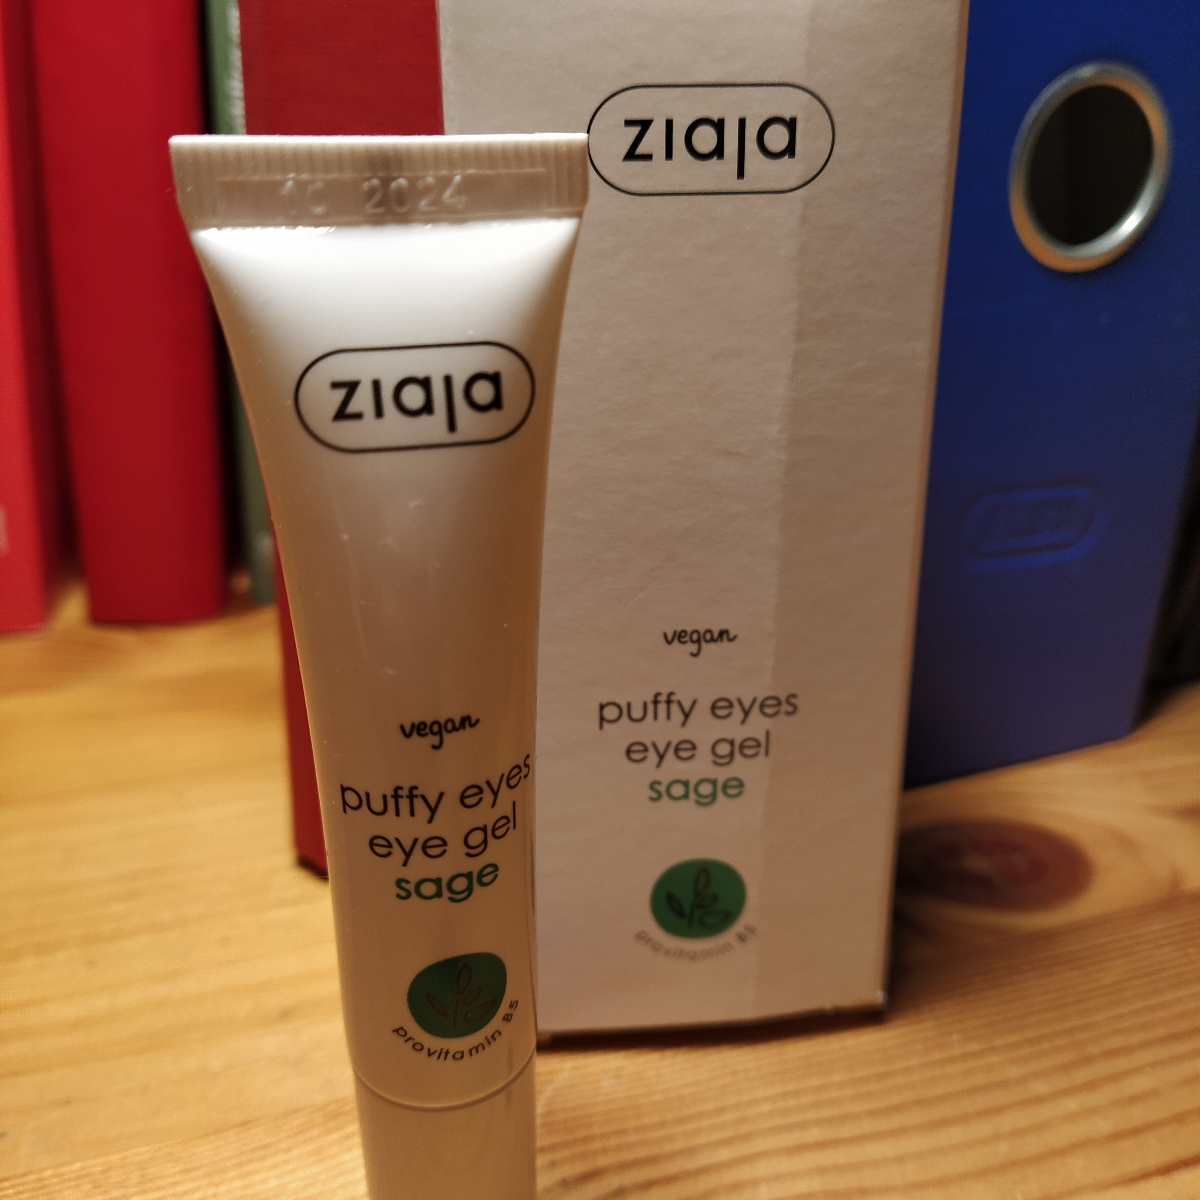 10 2024
ziaja
vegan
puffy eyes
eye gel
sage
provitamin B5
ziaja
vegan
puffy eyes
eye gel
sage
provitamin B5